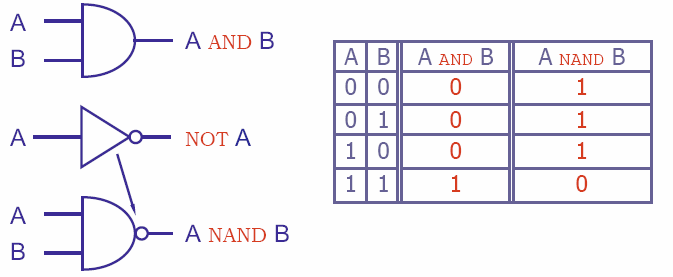 A
B
A AND B
A
NOT A
A
B
A NAND B
A B A AND B A NAND B
0 0 0 1
0 1 0 1
1 0 0 1
1 1 1 0